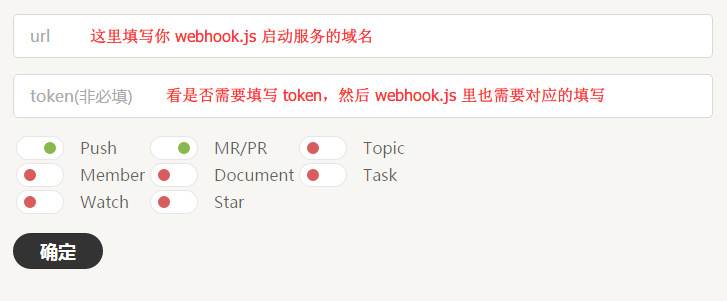 url 这里填写你 webhook.js 启动服务的域名
token(非必填) 看是否需要填写 token，然后 webhook.js 里也需要对应的填写
Push MR/PR Topic
Member Document Task
Watch Star
确定